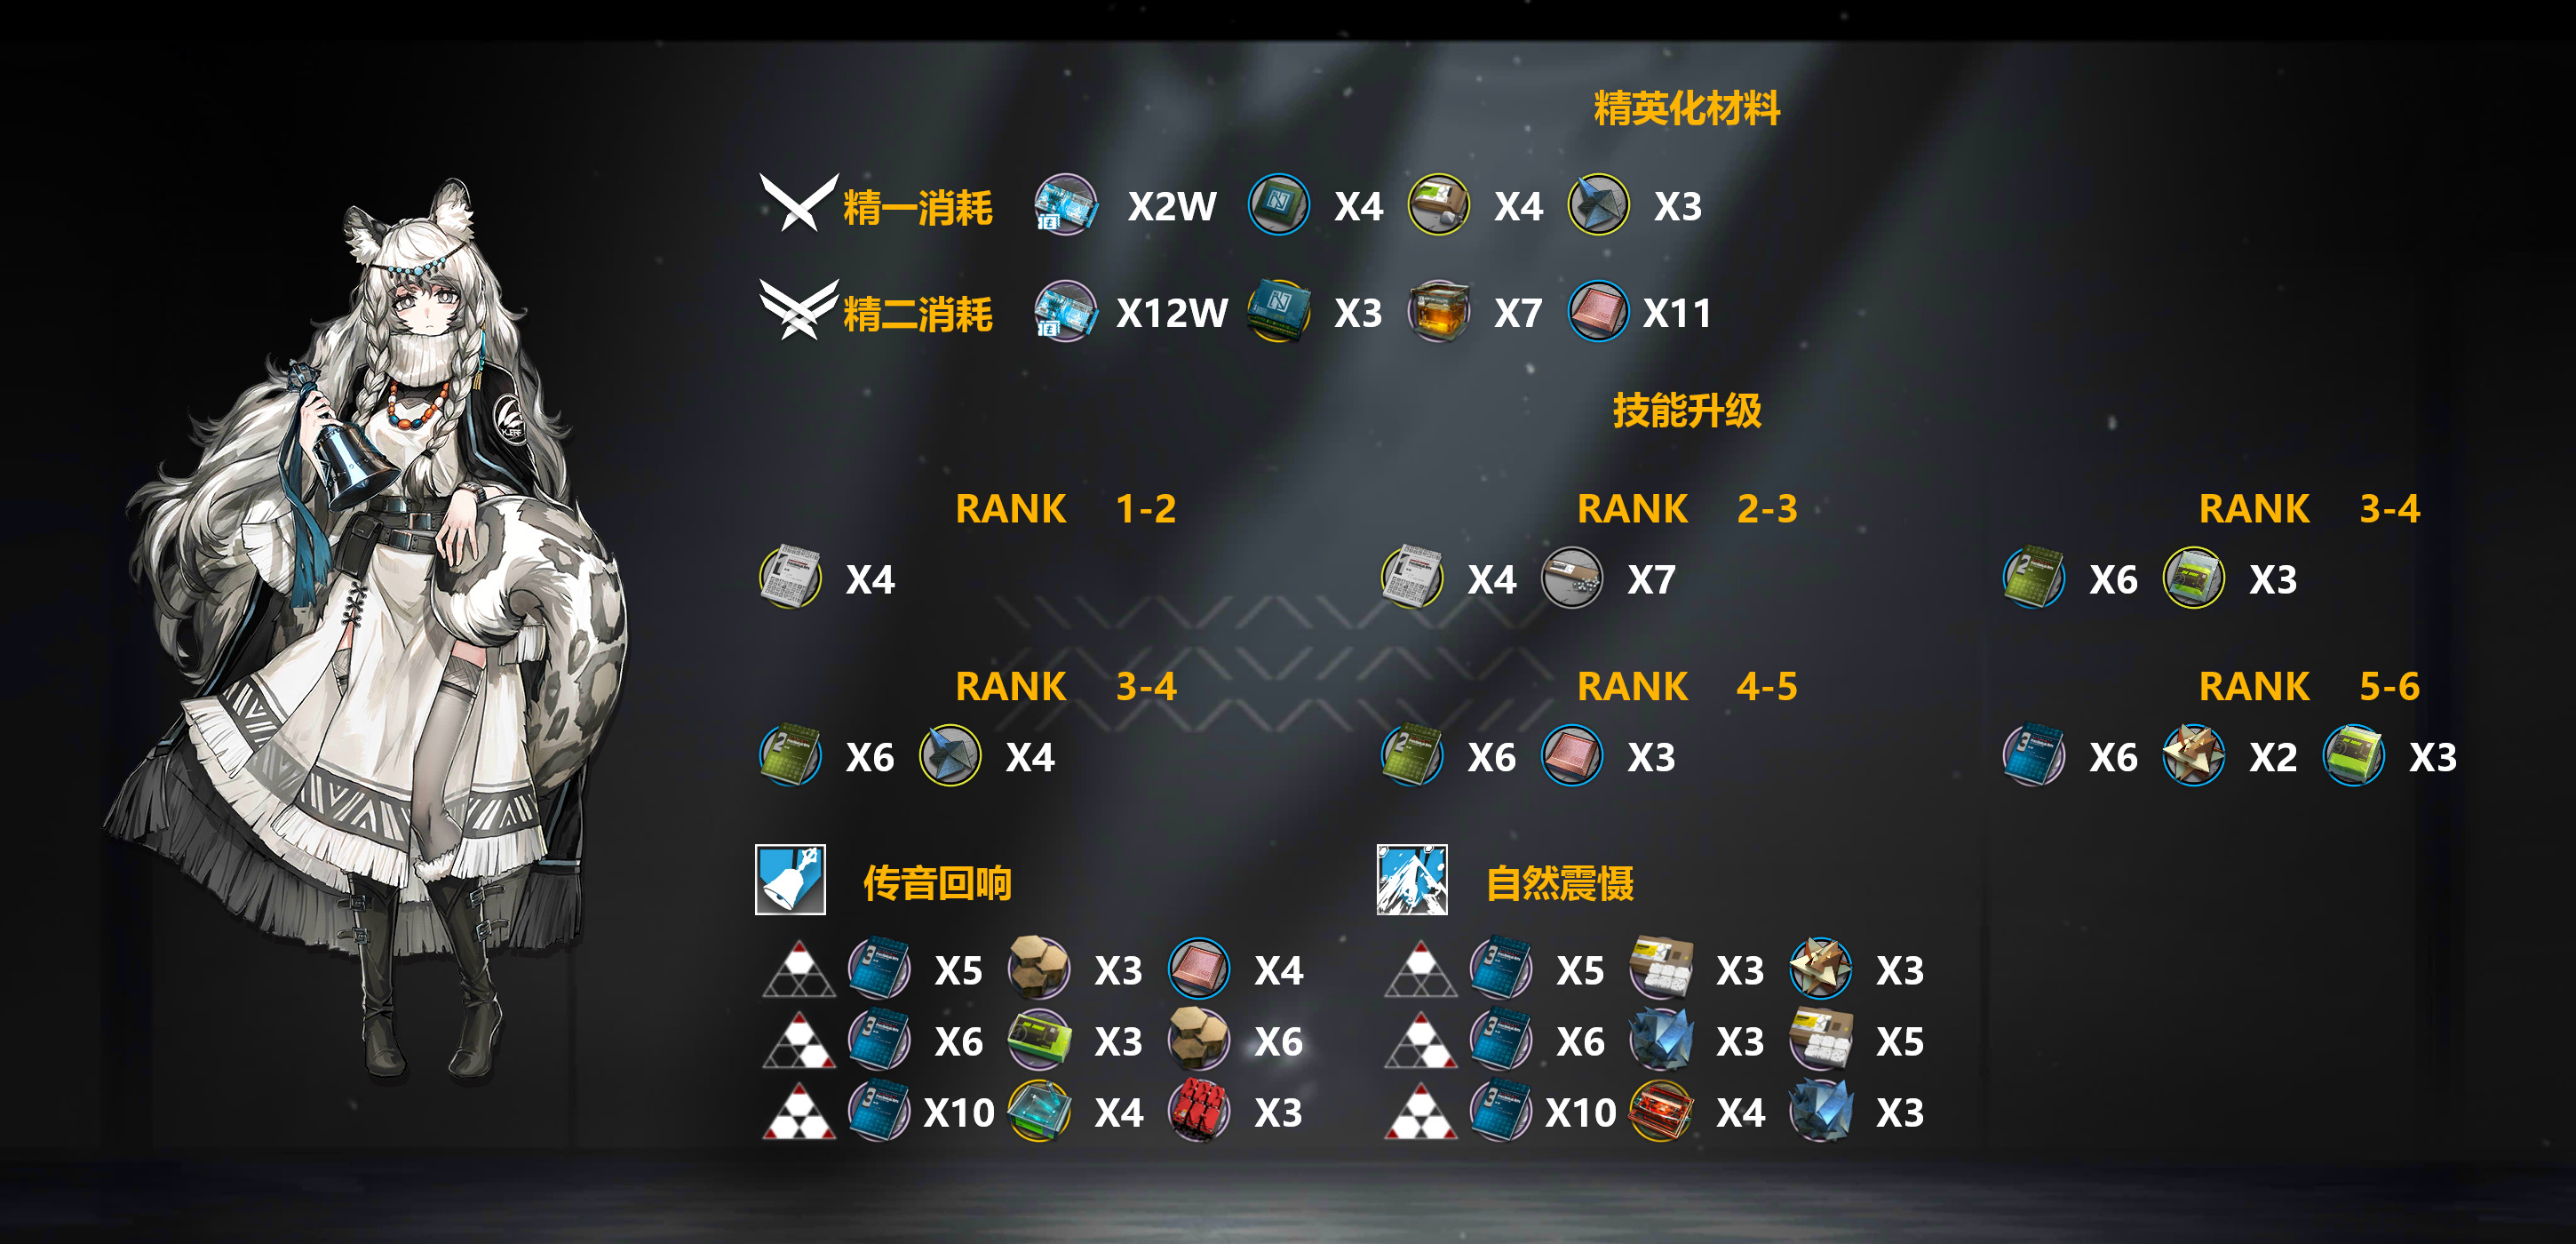 精英化材料
精一消耗 X2W X4 X4 X3
精二消耗 X12W X3 X7 X11
技能升级
RANK 1-2 RANK 2-3 RANK 3-4
X4 X4 X7 X6 X3
RANK 3-4 RANK 4-5 RANK 5-6
X6 X4 X6 X3 X6 X2 X3
传音回响 自然震慑
X5 X3 X4 X5 X3 X3
X6 X3 X6 X6 X3 X5
X10 X4 X3 X10 X4 X3